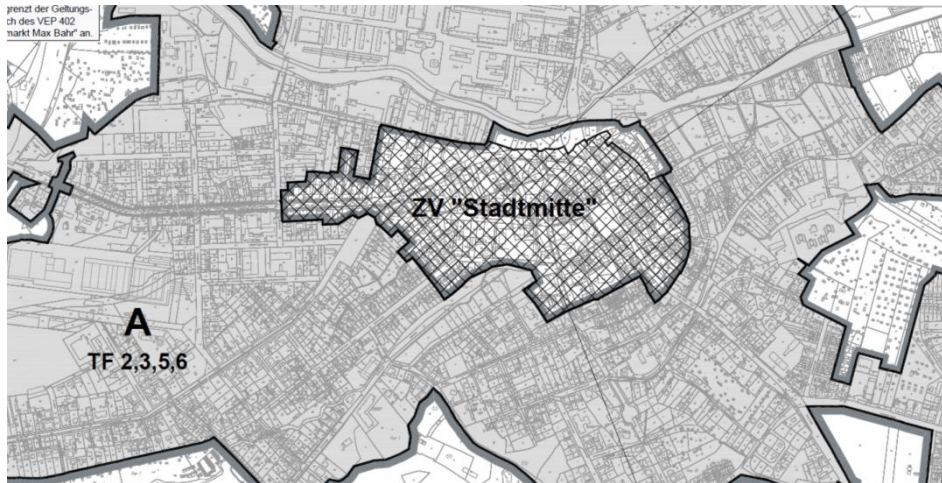 grenzt der Geltungs-
ch des VEP 402
markt Max Bahr" an.
ZV "Stadtmitte"
A
TF 2,3,5,6